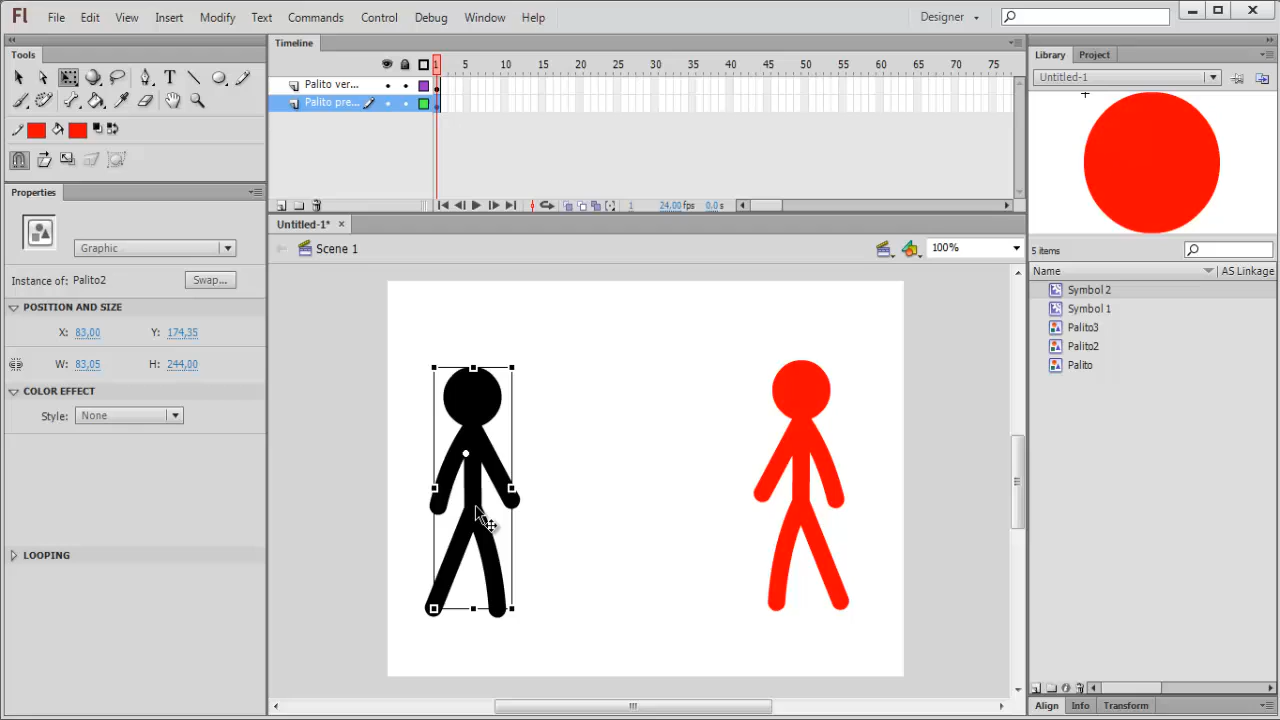 Fl File Edit View Insert Modify Text Commands Control Debug Window Help Designer
Tools
Timeline
Library Project
1 5 10 15 20 25 30 35 40 45 50 55 60 65 70 75
Untitled-1
Palito ver...
Palito pre...
Properties
1 24,00 fps 0,0 s
Untitled-1* x
Scene 1
100%
Graphic
5 items
Name AS Linkage
Instance of: Palito2 Swap...
Symbol 2
POSITION AND SIZE
Symbol 1
X: 83,00 Y: 174,35
Palito3
Palito2
W: 83,05 H: 244,00
Palito
COLOR EFFECT
Style: None
LOOPING
Align Info Transform